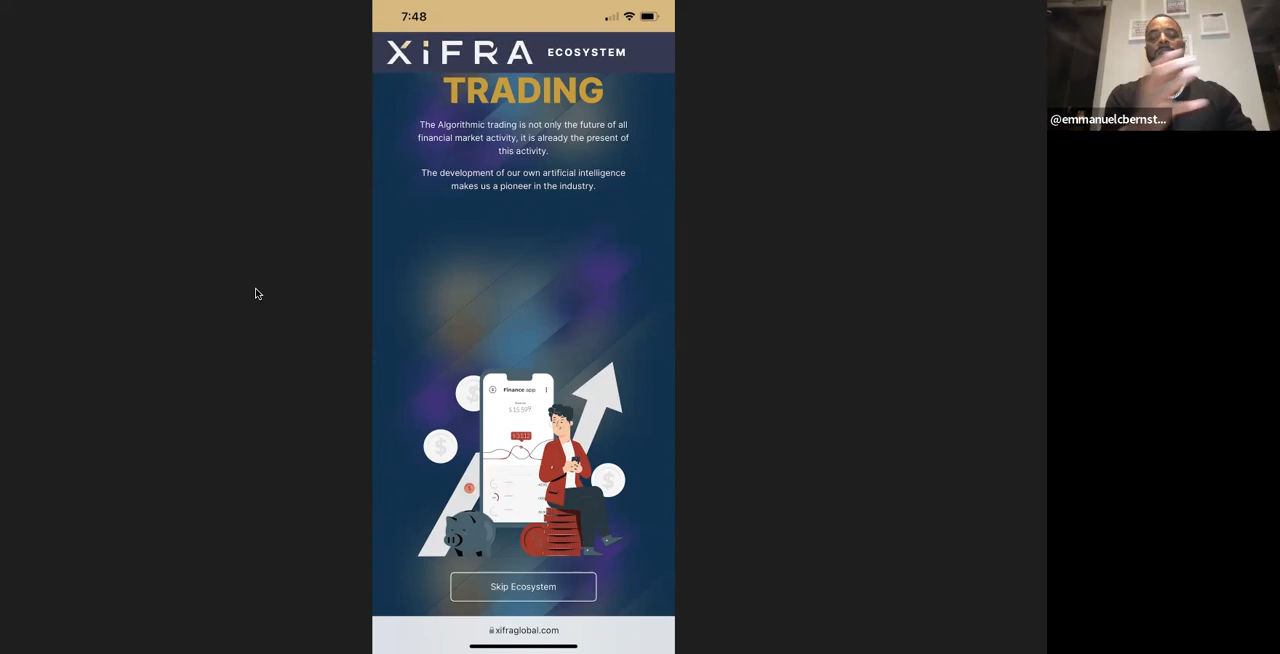 7:48
XiFRA ECOSYSTEM
TRADING
The Algorithmic trading is not only the future of all
financial market activity, it is already the present of
this activity.
The development of our own artificial intelligence
makes us a pioneer in the industry.
Finance app
Skip Ecosystem
xifraglobal.com
@emmanuelcbernst...